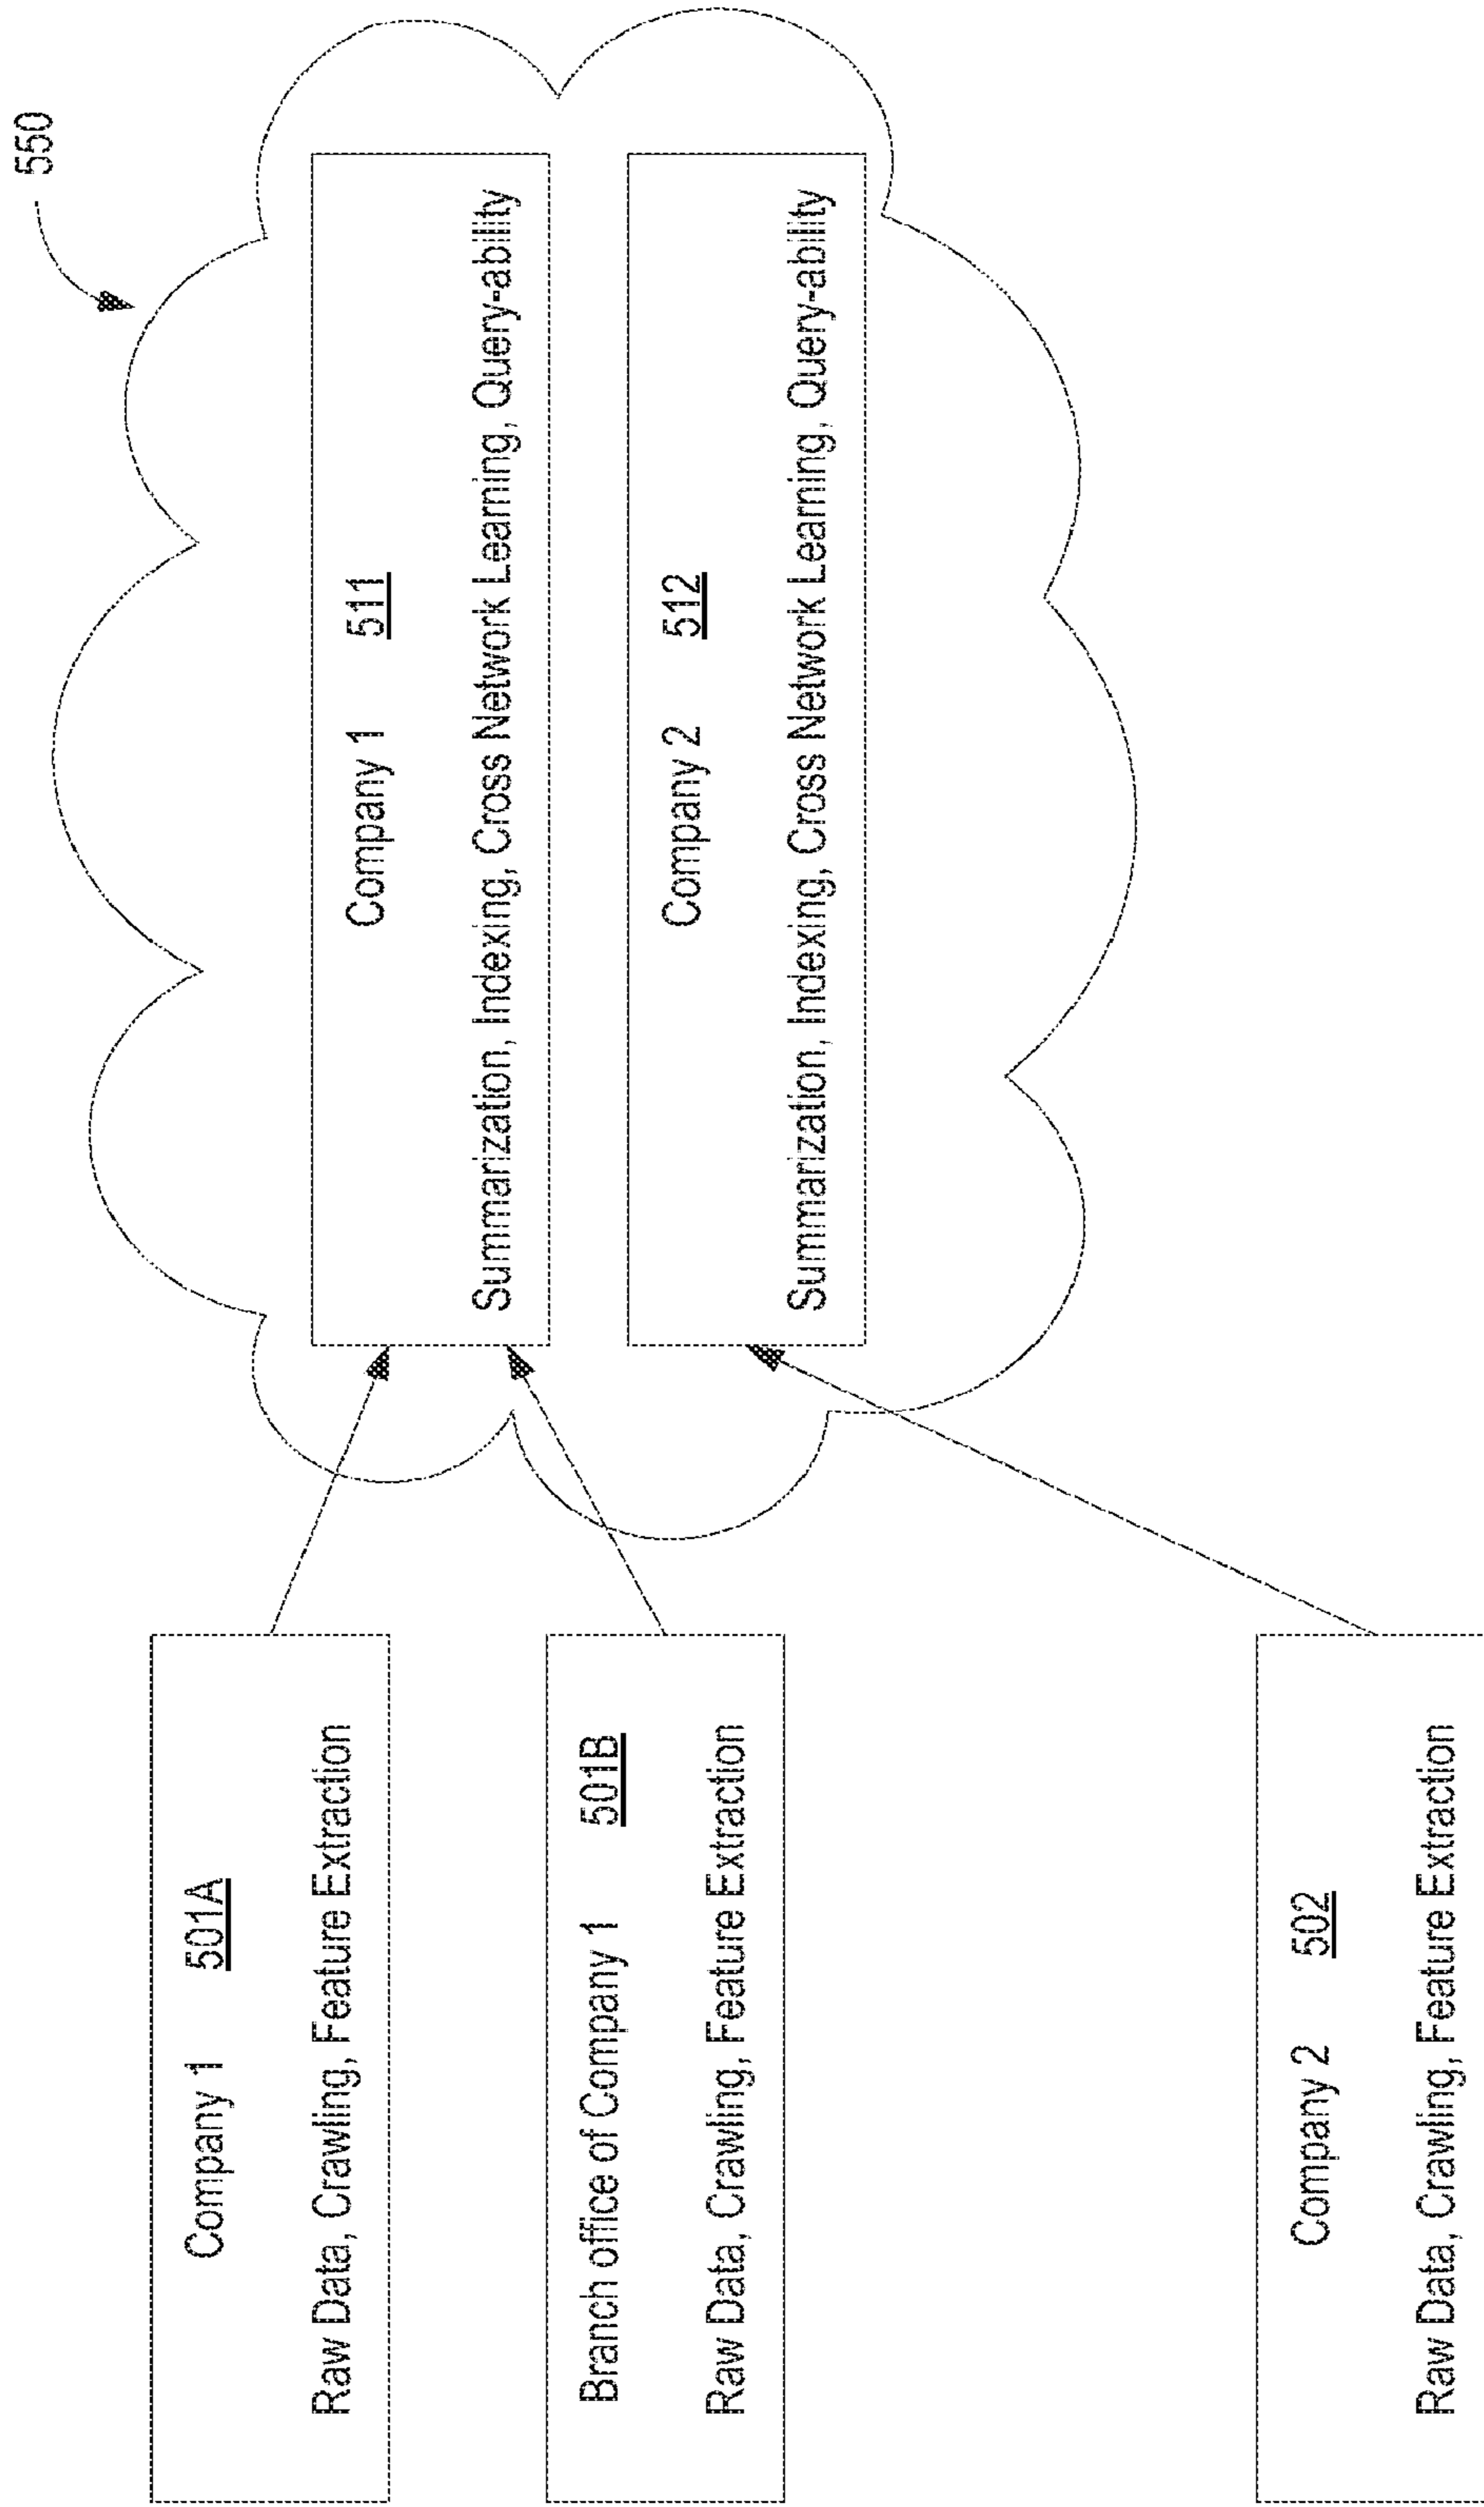 550
Company 1 511
Summarization, Indexing, Cross Network Learning, Query-ability
Company 2 512
Summarization, Indexing, Cross Network Learning, Query-ability
Company 1 501A
Raw Data, Crawling, Feature Extraction
Branch office of Company 1 501B
Raw Data, Crawling, Feature Extraction
Company 2 502
Raw Data, Crawling, Feature Extraction